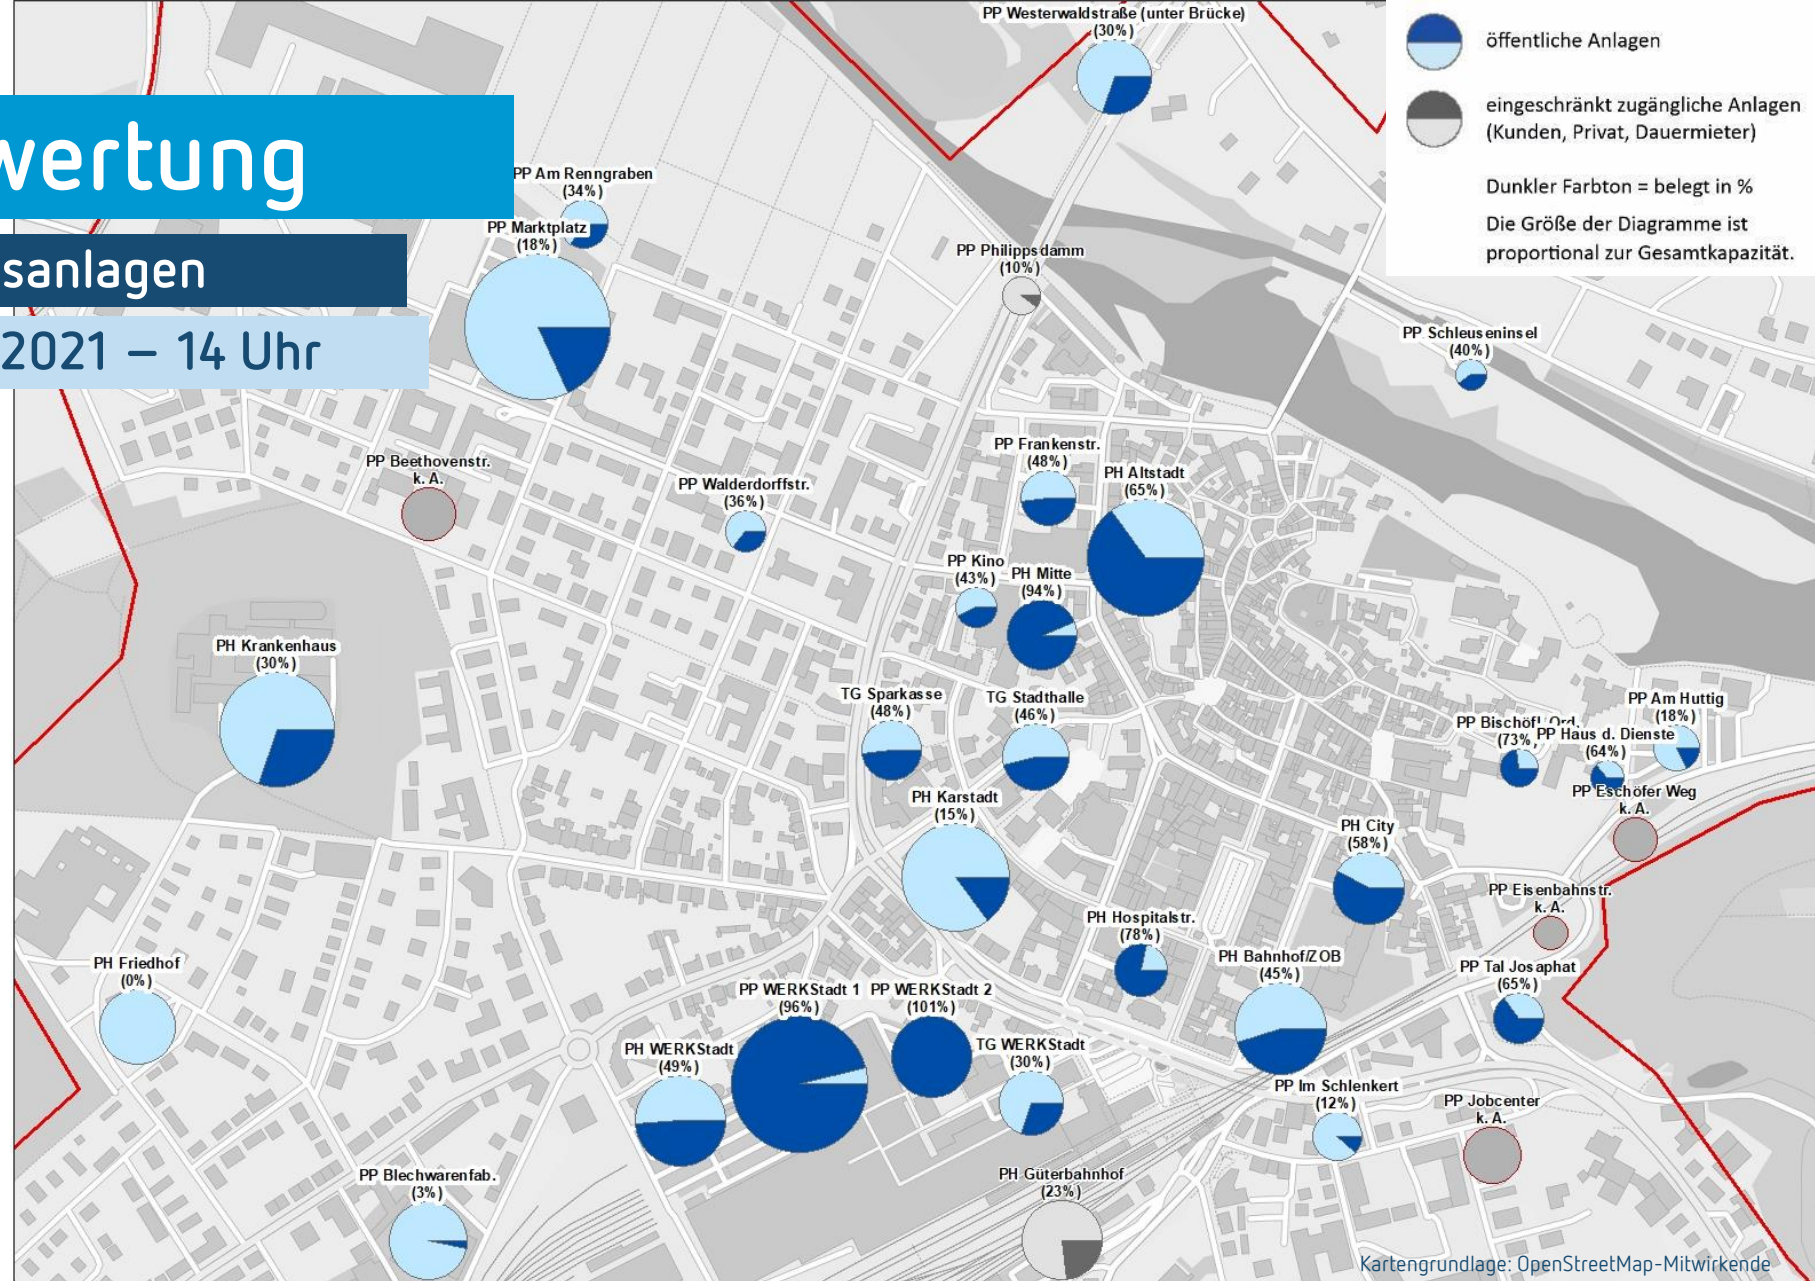 wertung
sanlagen
2021 – 14 Uhr
öffentliche Anlagen
eingeschränkt zugängliche Anlagen
(Kunden, Privat, Dauermieter)
Dunkler Farbton = belegt in %
Die Größe der Diagramme ist
proportional zur Gesamtkapazität.
PP Westerwaldstraße (unter Brücke)
(30%)
PP Am Renngraben
(34%)
PP Marktplatz
(18%)
PP Philippsdamm
(10%)
PP Schleuseninsel
(40%)
PP Beethovenstr.
k. A.
PP Walderdorffstr.
(36%)
PP Frankenstr.
(48%)
PH Altstadt
(65%)
PP Kino
(43%)
PH Mitte
(94%)
PH Krankenhaus
(30%)
TG Sparkasse
(48%)
TG Stadthalle
(46%)
PP Am Huttig
(18%)
PP Bischöfl. Ord.
(73%)
PP Haus d. Dienste
(64%)
PP Eschöfer Weg
k. A.
PH Karstadt
(15%)
PH City
(58%)
PP Eisenbahnstr.
k. A.
PH Hospitalstr.
(78%)
PH Bahnhof/ZOB
(45%)
PP Tal Josaphat
(65%)
PH Friedhof
(0%)
PP WERKStadt 1
(96%)
PP WERKStadt 2
(101%)
PH WERKStadt
(49%)
TG WERKStadt
(30%)
PP Im Schlenkert
(12%)
PP Jobcenter
k. A.
PP Blechwarenfab.
(3%)
PH Güterbahnhof
(23%)
Kartengrundlage: OpenStreetMap-Mitwirkende